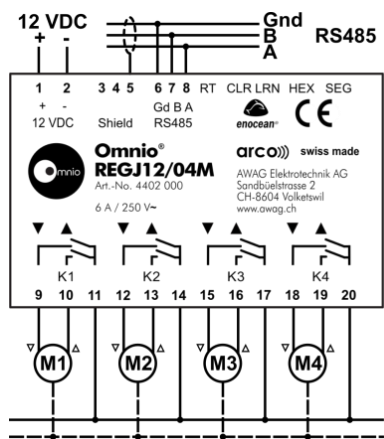 12 VDC
+ -
Gnd
B
A
RS485
1 2 3 4 5 6 7 8 RT CLR LRN HEX SEG
+ - Gd B A
12 VDC Shield RS485
enocean®
CE
Omnio
Omnio®
REGJ12/04M
Art.-No. 4402 000
6 A / 250 V~
arco))) swiss made
AWAG Elektrotechnik AG
Sandbüelstrasse 2
CH-8604 Volketswil
www.awag.ch
▼ ▲ ▼ ▲ ▼ ▲ ▼ ▲
K1 K2 K3 K4
9 10 11 12 13 14 15 16 17 18 19 20
▽ M1 △ ▽ M2 △ ▽ M3 △ ▽ M4 △